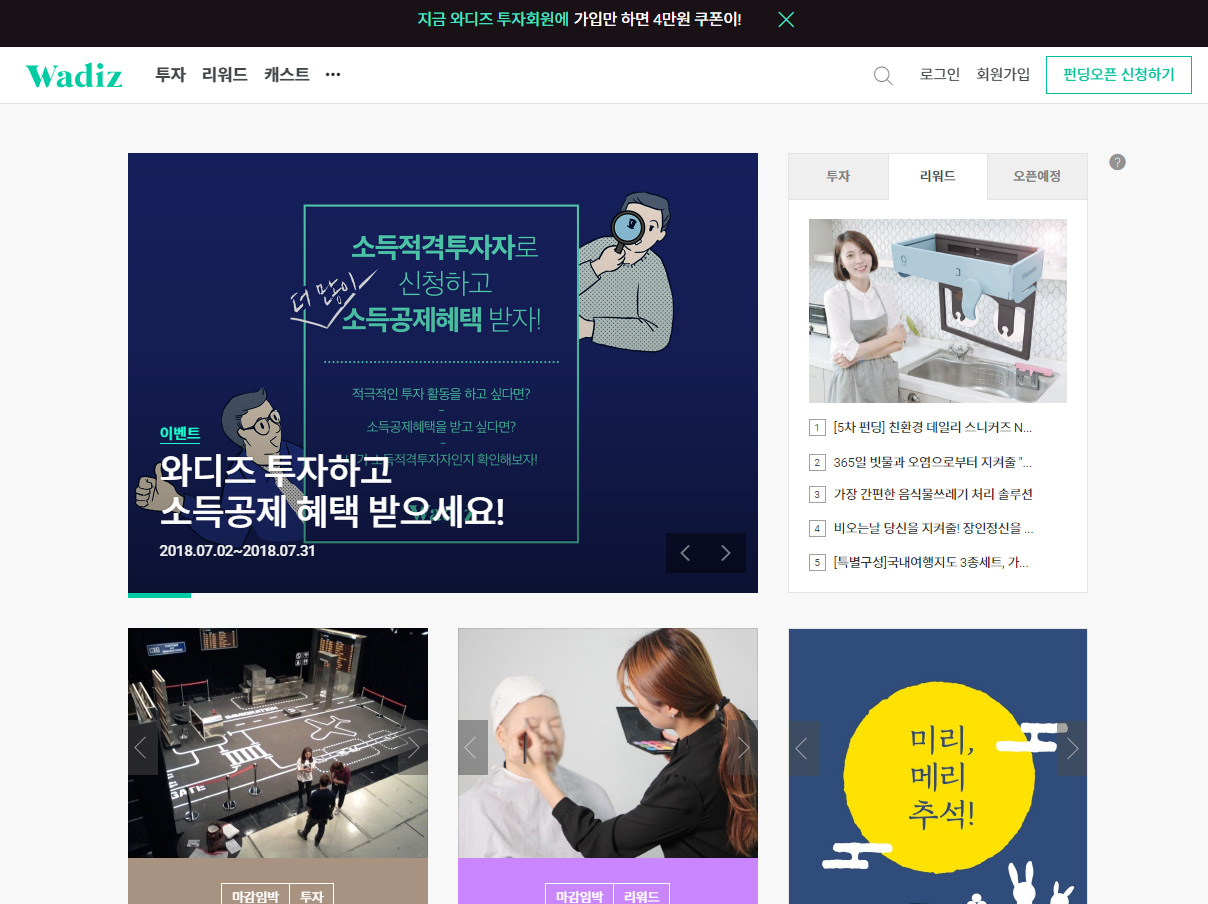 지금 와디즈 투자회원에 가입만 하면 4만원 쿠폰이!
Wadiz 투자 리워드 캐스트 ··· 로그인 회원가입 펀딩오픈 신청하기
소득적격투자자로
신청하고
더 많이
소득공제혜택 받자!
적극적인 투자 활동을 하고 싶다면?
–
소득공제혜택을 받고 싶다면?
–
소득적격투자자인지 확인해보자!
이벤트
와디즈 투자하고
소득공제 혜택 받으세요!
2018.07.02~2018.07.31
투자 리워드 오픈예정
?
1 [5차 펀딩] 친환경 데일리 스니커즈 N...
2 365일 빗물과 오염으로부터 지켜줄 "...
3 가장 간편한 음식물쓰레기 처리 솔루션
4 비오는날 당신을 지켜줄! 장인정신을 ...
5 [특별구성]국내여행지도 3종세트, 가...
IMMIGRATION
GATE
마감임박 투자
마감임박 리워드
미리,
메리
추석!